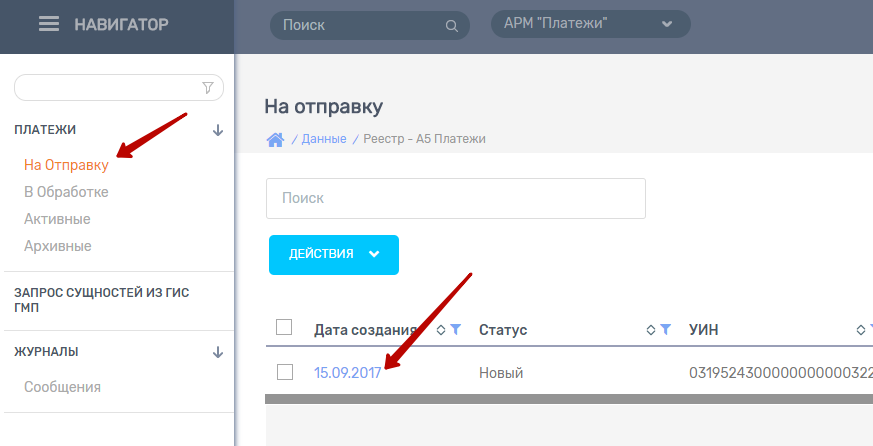 НАВИГАТОР
Поиск
АРМ "Платежи"
ПЛАТЕЖИ
На Отправку
В Обработке
Активные
Архивные
ЗАПРОС СУЩНОСТЕЙ ИЗ ГИС
ГМП
ЖУРНАЛЫ
Сообщения
На отправку
/ Данные / Реестр - А5 Платежи
Поиск
ДЕЙСТВИЯ
Дата создания Статус УИН
15.09.2017 Новый